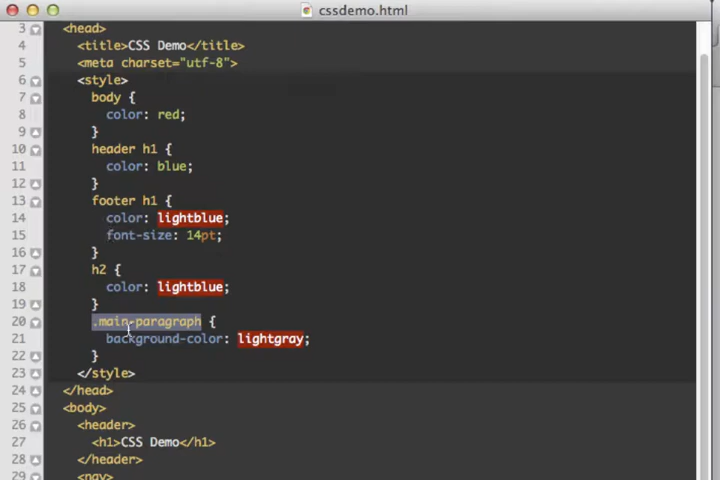 cssdemo.html
3 <head>
4 <title>CSS Demo</title>
5 <meta charset="utf-8">
6 <style>
7 body {
8 color: red;
9 }
10 header h1 {
11 color: blue;
12 }
13 footer h1 {
14 color: lightblue;
15 font-size: 14pt;
16 }
17 h2 {
18 color: lightblue;
19 }
20 .main-paragraph {
21 background-color: lightgray;
22 }
23 </style>
24 </head>
25 <body>
26 <header>
27 <h1>CSS Demo</h1>
28 </header>
29 <nav>